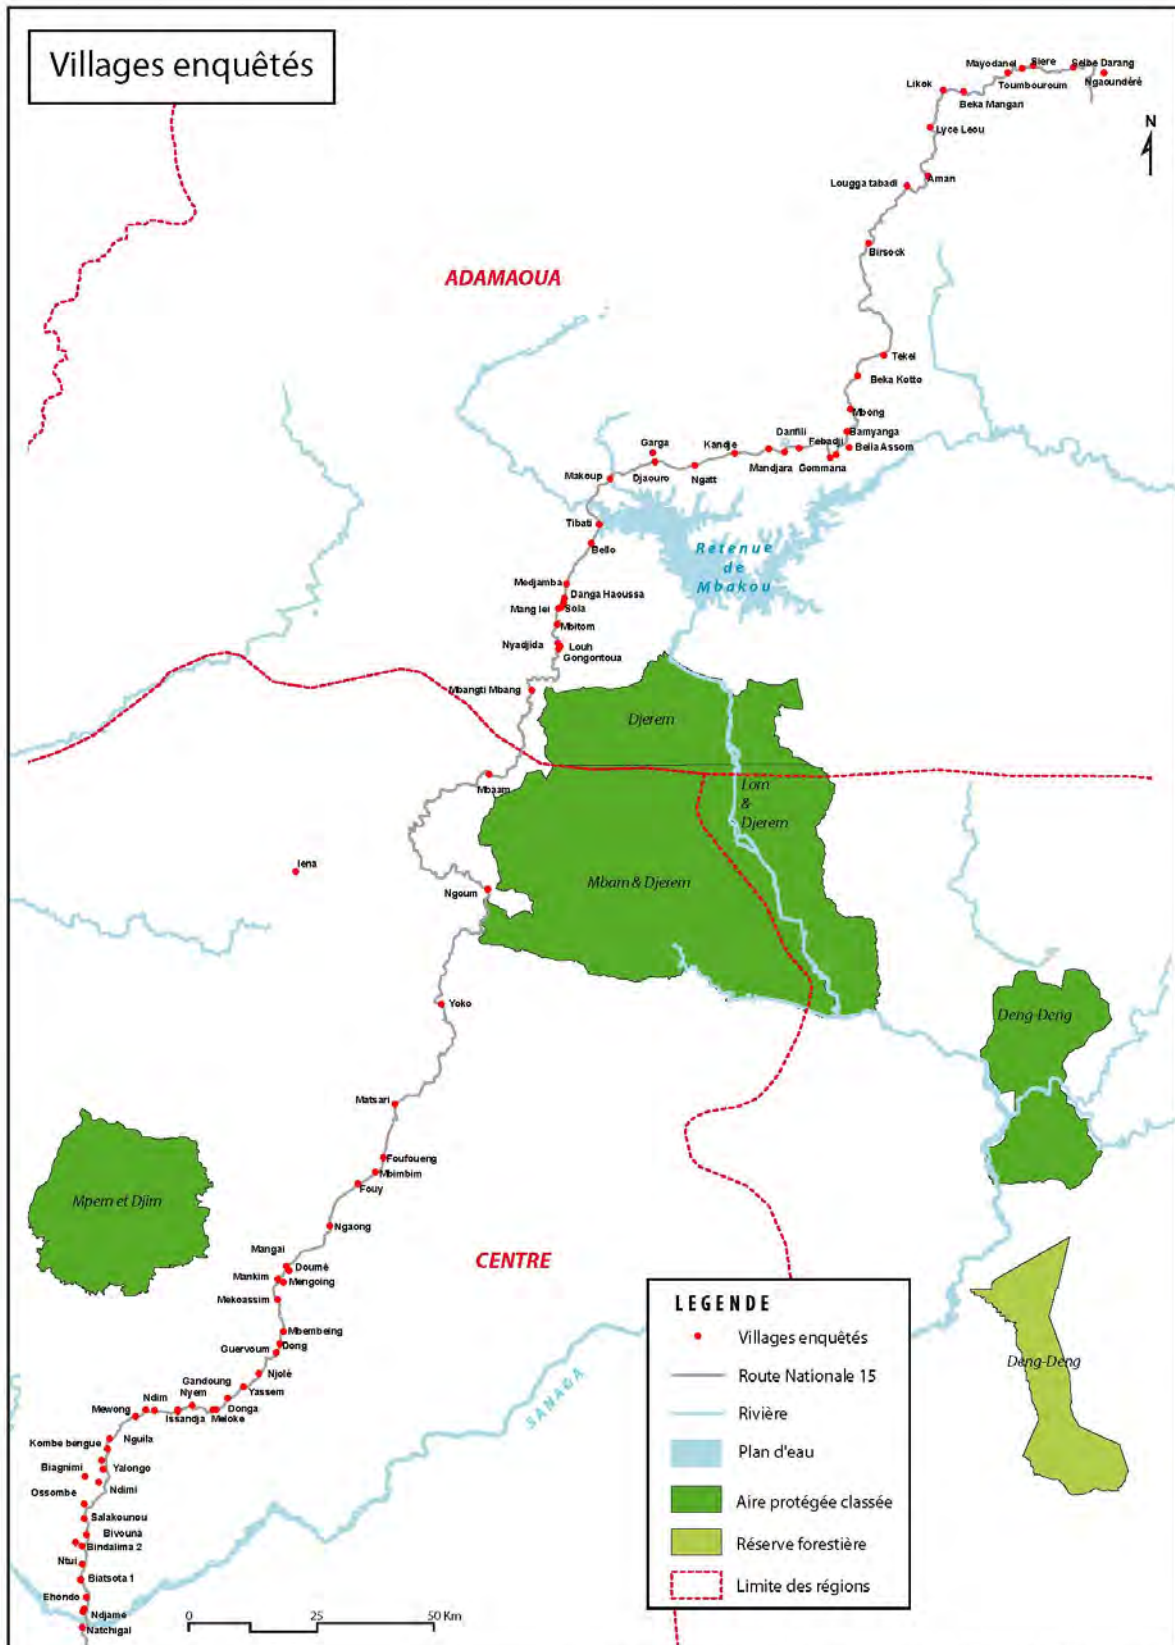 Villages enquêtés
Mayodanel
Siere
Selbe Darang
Ngaoundéré
Toumbouroum
Likok
Beka Mangari
Lyce Leou
N
Aman
Lougga tabadi
Birsock
ADAMAOUA
Tekel
Beka Kotto
Mbong
Bamyanga
Danfili
Febadji
Bella Assom
Garga
Kandje
Mandjara
Gommana
Makoup
Djaouro
Ngatt
Tibati
Bello
Retenue
de
Mbakou
Medjamba
Danga Haoussa
Mang lei
Sola
Mbitom
Nyadjida
Louh
Gongontoua
Mbangti Mbang
Djerem
Mbaam
Lom
&
Djerem
Iena
Mbam & Djerem
Ngoum
Yoko
Deng-Deng
Matsari
Foufoueng
Mbimbim
Fouy
Mpem et Djim
Ngaong
Mangai
Doumé
CENTRE
Mankim
Mengoing
Mekoassim
Mbembeing
Dong
Guervoum
Deng-Deng
Njolé
Gandoung
Yassem
Ndim
Nyem
Donga
Mewong
Issandja
Meloke
SANAGA
Nguila
Kombe bengue
Biagnimi
Yalongo
Ndimi
Ossombe
Salakounou
Bivouna
Bindalima 2
Ntui
Biatsota 1
Ehondo
Ndjame
Natchigal
0
25
50 Km
LEGENDE
Villages enquêtés
Route Nationale 15
Rivière
Plan d'eau
Aire protégée classée
Réserve forestière
Limite des régions